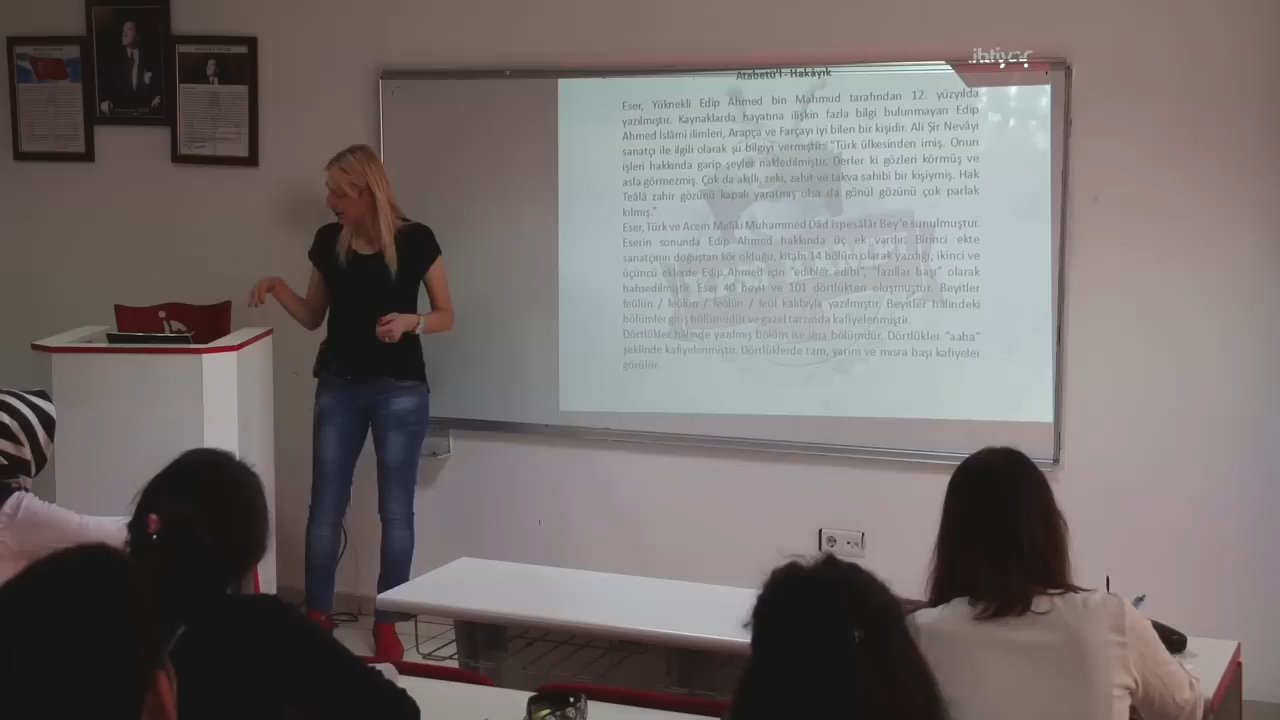 ihtiyaç
Atabetü'l - Hakâyık
Eser, Yüknekli Edip Ahmed bin Mahmud tarafından 12. yüzyılda
yazılmıştır. Kaynaklarda hayatına ilişkin fazla bilgi bulunmayan Edip
Ahmed İslâmi ilimleri, Arapça ve Farçayı iyi bilen bir kişidir. Ali Şir Nevâyi
sanatçı ile ilgili olarak şu bilgiyi vermiştir: "Türk ülkesinden imiş. Onun
işleri hakkında garip şeyler nakledilmiştir. Derler ki gözleri körmüş ve
asla görmezmiş. Çok da akıllı, zeki, zahit ve takva sahibi bir kişiymiş. Hak
Teâlâ zahir gözünü kapalı yaratmış olsa da gönül gözünü çok parlak
kılmış."
Eser, Türk ve Acem Meliki Muhammed Dâd İspesâlâr Bey'e sunulmuştur.
Eserin sonunda Edip Ahmed hakkında üç ek vardır. Birinci ekte
sanatçının doğuştan kör olduğu, kitabı 14 bölüm olarak yazdığı, ikinci ve
üçüncü eklerde Edip Ahmed için "edibler edibi", "fazıllar başı" olarak
bahsedilmiştir. Eser 40 beyit ve 101 dörtlükten oluşmuştur. Beyitler
feûlün / feûlün / feûlün / feûl kalıbıyla yazılmıştır. Beyitler hâlindeki
bölümler giriş bölümüdür ve gazel tarzında kafiyelenmiştir.
Dörtlükler hâlinde yazılmış bölüm ise ana bölümdür. Dörtlükler "aaba"
şeklinde kafiyelenmiştir. Dörtlüklerde tam, yarım ve mısra başı kafiyeler
görülür.